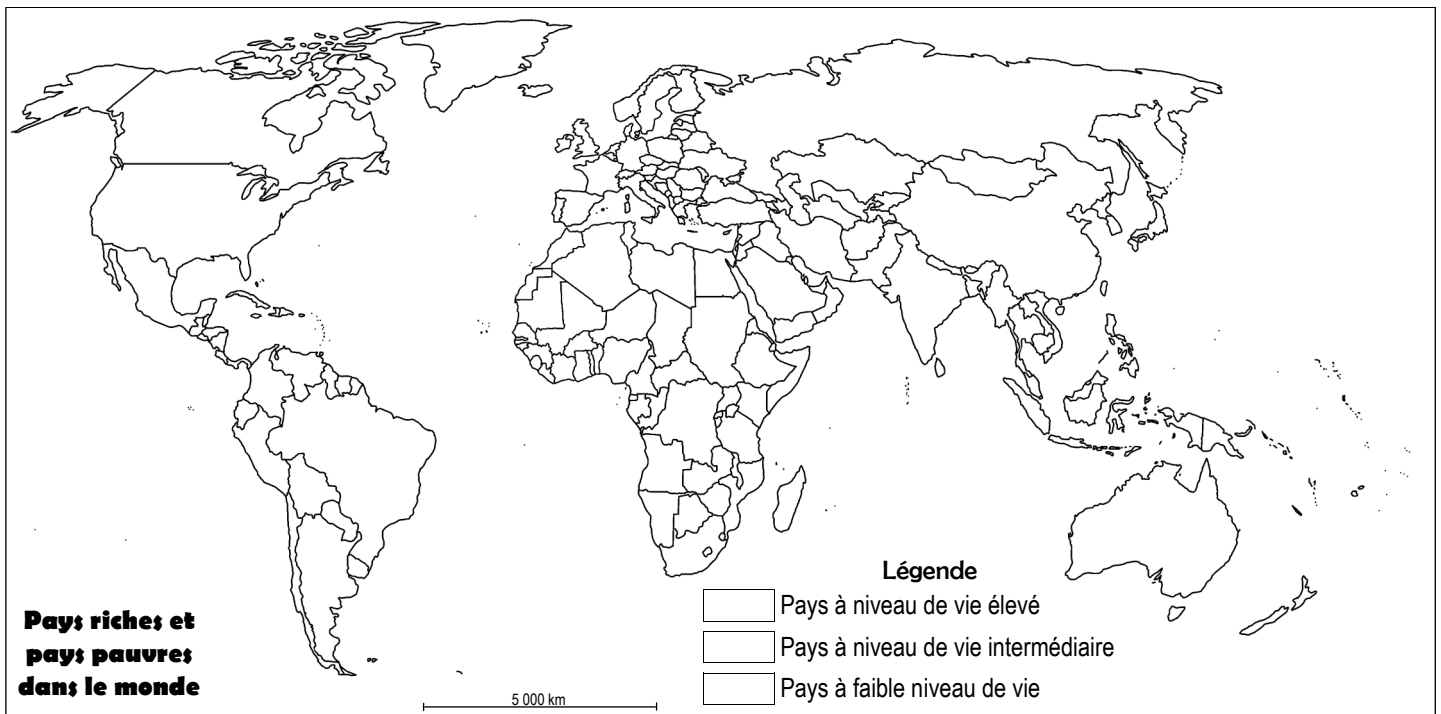 Légende
Pays à niveau de vie élevé
Pays à niveau de vie intermédiaire
Pays à faible niveau de vie
Pays riches et
pays pauvres
dans le monde
5 000 km